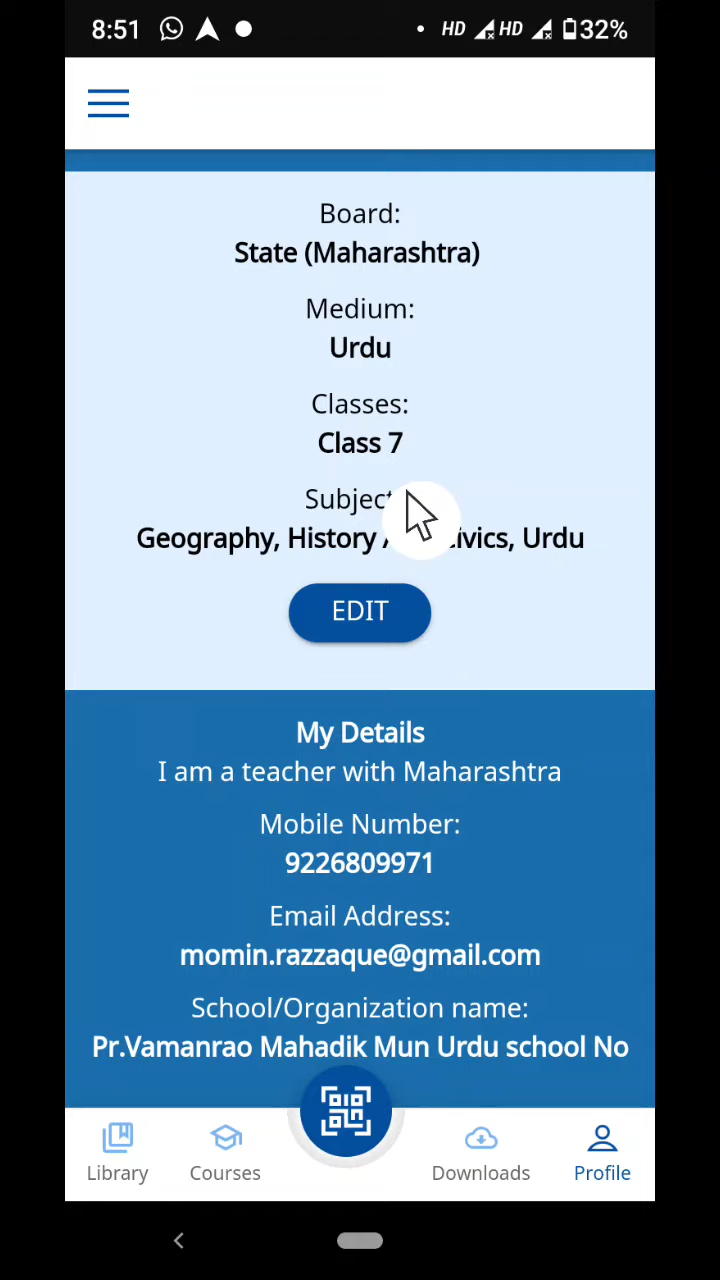 8:51 HD HD 32%
Board:
State (Maharashtra)
Medium:
Urdu
Classes:
Class 7
Subject
Geography, History Civics, Urdu
EDIT
My Details
I am a teacher with Maharashtra
Mobile Number:
9226809971
Email Address:
momin.razzaque@gmail.com
School/Organization name:
Pr.Vamanrao Mahadik Mun Urdu school No
Library Courses Downloads Profile